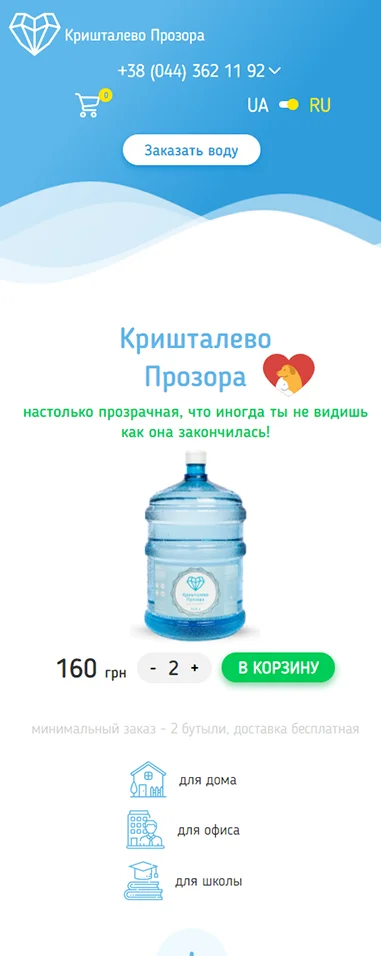 Кришталево Прозора
+38 (044) 362 11 92
0
UA RU
Заказать воду
Кришталево
Прозора
настолько прозрачная, что иногда ты не видишь
как она закончилась!
Кришталево
Прозора
160 грн - 2 + В КОРЗИНУ
минимальный заказ - 2 бутыли, доставка бесплатная
для дома
для офиса
для школы